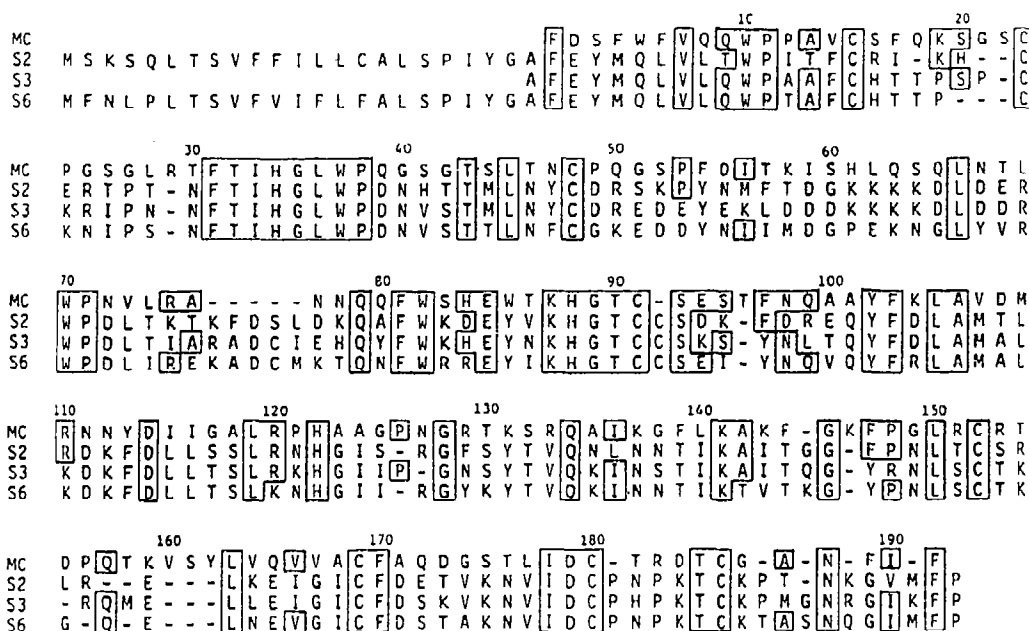 10 20
MC F D S F W F V Q Q W P P A V C S F Q K S G S C
S2 M S K S Q L T S V F F I L L C A L S P I Y G A F E Y M Q L V L T W P I T F C R I - K H - C
S3 A F E Y M Q L V L Q W P A A F C H T T P S P - C
S6 M F N L P L T S V F V I F L F A L S P I Y G A F E Y M Q L V L Q W P T A F C H T T P - - - C
30 40 50 60
MC P G S G L R T F T I H G L W P Q G S G T S L T N C P Q G S P F D I T K I S H L Q S Q L N T L
S2 E R T P T - N F T I H G L W P D N H T T M L N Y C D R S K P Y N M F T D G K K K K D L D E R
S3 K R I P N - N F T I H G L W P D N V S T M L N Y C D R E D E Y E K L D D D K K K K D L D D R
S6 K N I P S - N F T I H G L W P D N V S T T L N F C G K E D D Y N I I M D G P E K N G L Y V R
70 80 90 100
MC W P N V L R A - - - - - N N Q Q F W S H E W T K H G T C - S E S T F N Q A A Y F K L A V D M
S2 W P D L T K T K F D S L D K Q A F W K D E Y V K H G T C C S D K - F D R E Q Y F D L A M T L
S3 W P D L T I A R A D C I E H Q Y F W K H E Y N K H G T C C S K S - Y N L T Q Y F D L A M A L
S6 W P D L I R E K A D C M K T Q N F W R R E Y I K H G T C C S E I - Y N Q V Q Y F R L A M A L
110 120 130 140 150
MC R N N Y D I I G A L R P H A A G P N G R T K S R Q A I K G F L K A K F - G K F P G L R C R T
S2 R D K F D L L S S L R N H G I S - R G F S Y T V Q N L N N T I K A I T G G - F P N L T C S R
S3 K D K F D L L T S L R K H G I I P - G N S Y T V Q K I N S T I K A I T Q G - Y R N L S C T K
S6 K D K F D L L T S L K N H G I I - R G Y K Y T V Q K I N N T I K T V T K G - Y P N L S C T K
160 170 180 190
MC D P Q T K V S Y L V Q V V A C F A Q D G S T L I D C - T R D T C G - A - N - F I - F
S2 L R - - E - - - L K E I G I C F D E T V K N V I D C P N P K T C K P T - N K G V M F P
S3 - R Q M E - - - L L E I G I C F D S K V K N V I D C P H P K T C K P M G N R G I K F P
S6 G - Q - E - - - L N E V G I C F D S T A K N V I D C P N P K T C K T A S N Q G I M F P